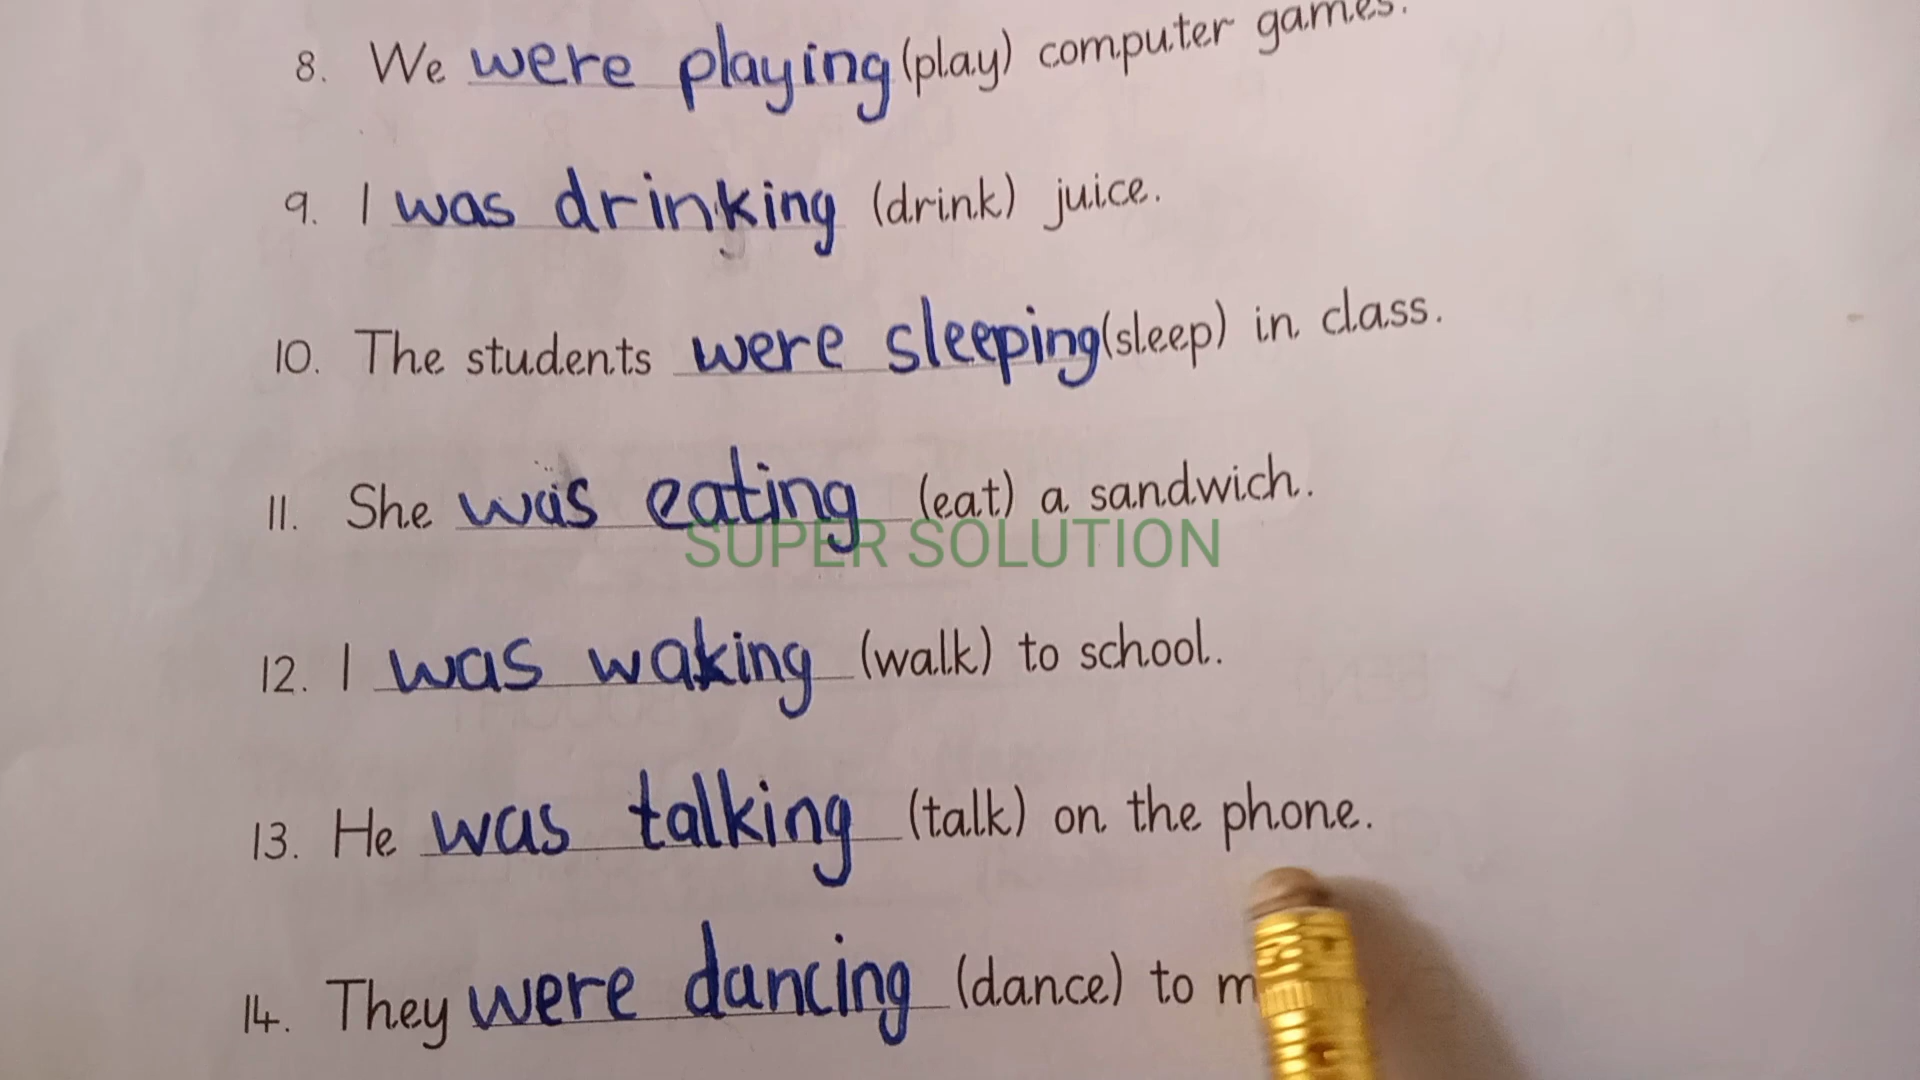 8. We were playing (play) computer games.
9. I was drinking (drink) juice.
10. The students were sleeping (sleep) in class.
11. She was eating (eat) a sandwich.
SUPER SOLUTION
12. I was waking (walk) to school.
13. He was talking (talk) on the phone.
14. They were dancing (dance) to